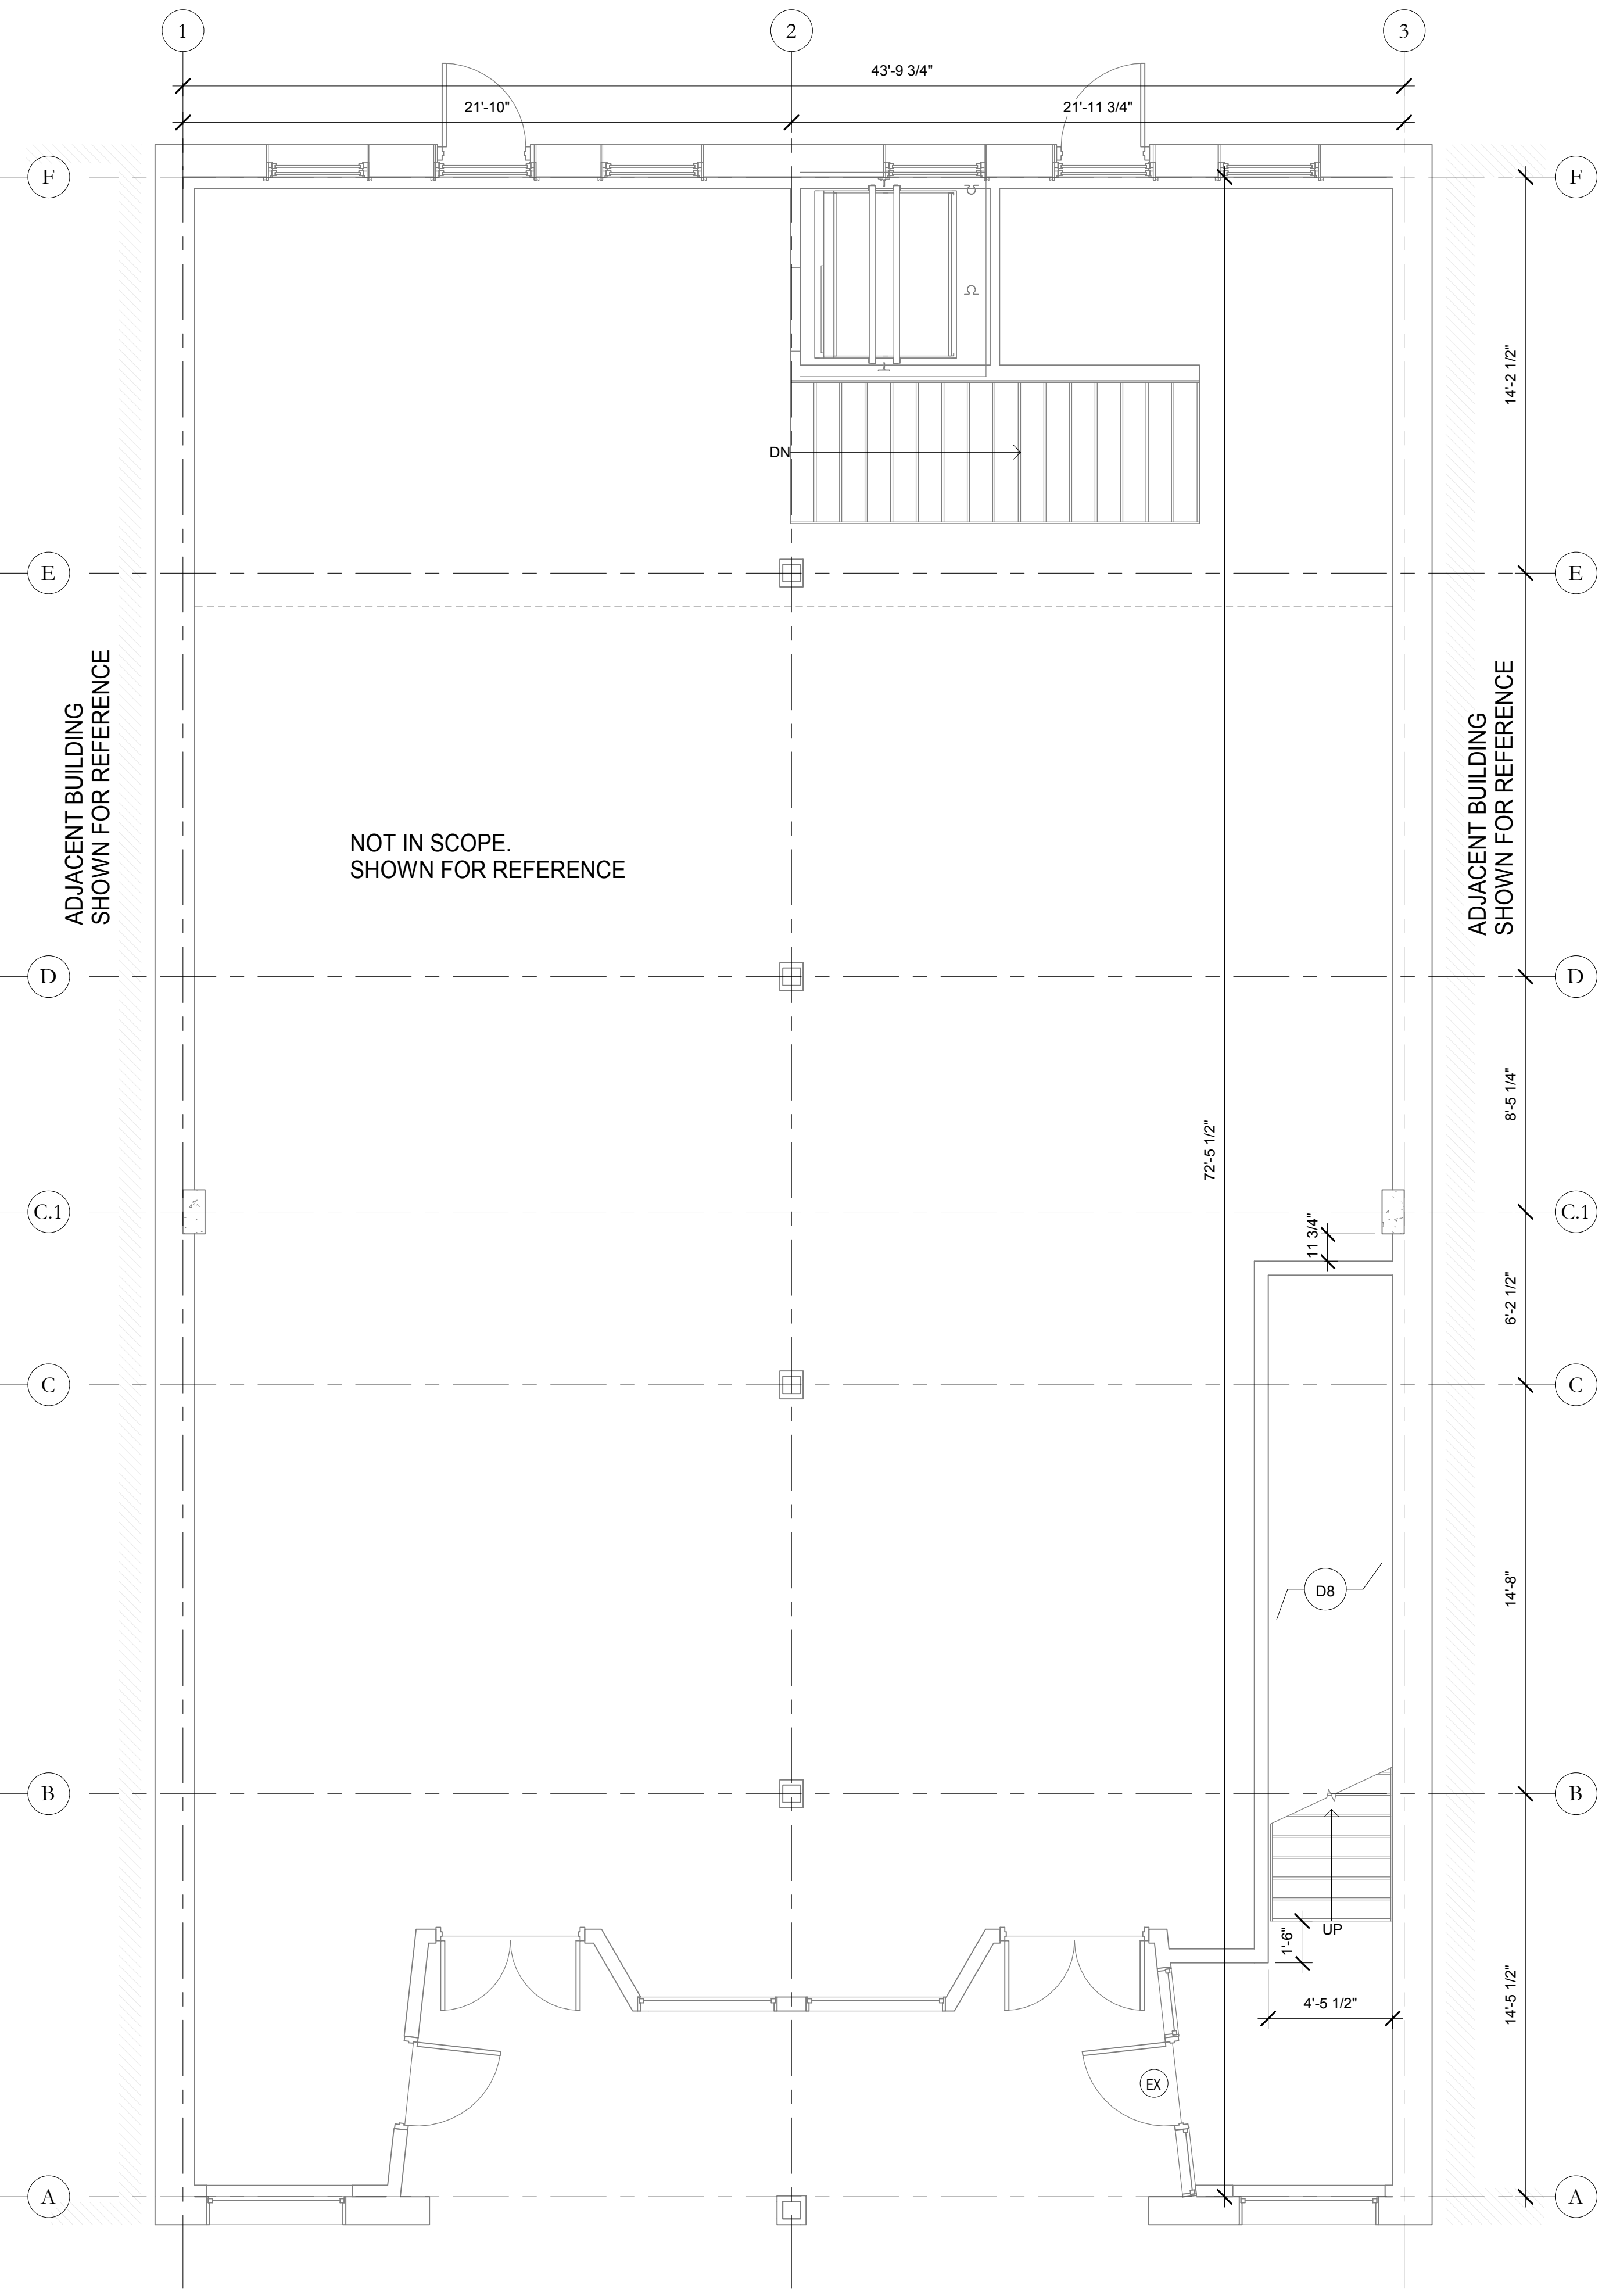 1
2
3
43'-9 3/4"
21'-10"
21'-11 3/4"
F
F
14'-2 1/2"
DN
E
E
ADJACENT BUILDING
SHOWN FOR REFERENCE
NOT IN SCOPE.
SHOWN FOR REFERENCE
ADJACENT BUILDING
SHOWN FOR REFERENCE
D
D
8'-5 1/4"
72'-5 1/2"
C.1
C.1
11 3/4"
6'-2 1/2"
C
C
D8
14'-8"
B
B
UP
1'-6"
4'-5 1/2"
14'-5 1/2"
EX
A
A